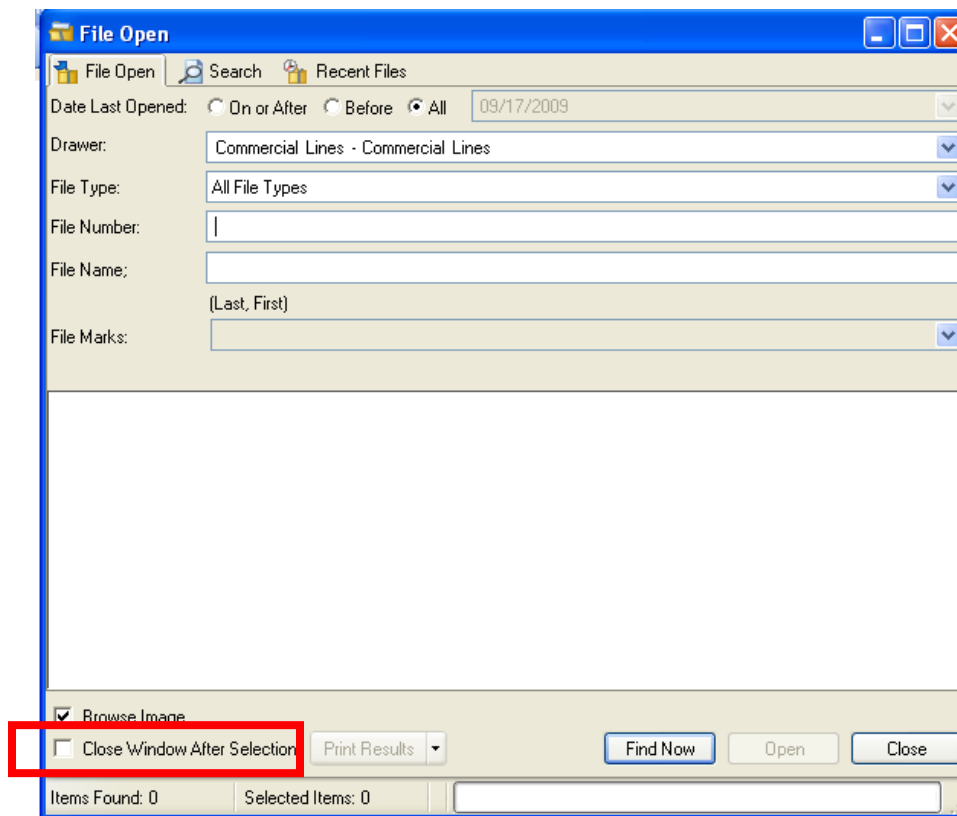 File Open
File Open Search Recent Files
Date Last Opened: On or After Before All 09/17/2009
Drawer: Commercial Lines - Commercial Lines
File Type: All File Types
File Number:
File Name;
(Last, First)
File Marks:
Browse Image
Close Window After Selection Print Results Find Now Open Close
Items Found: 0 Selected Items: 0